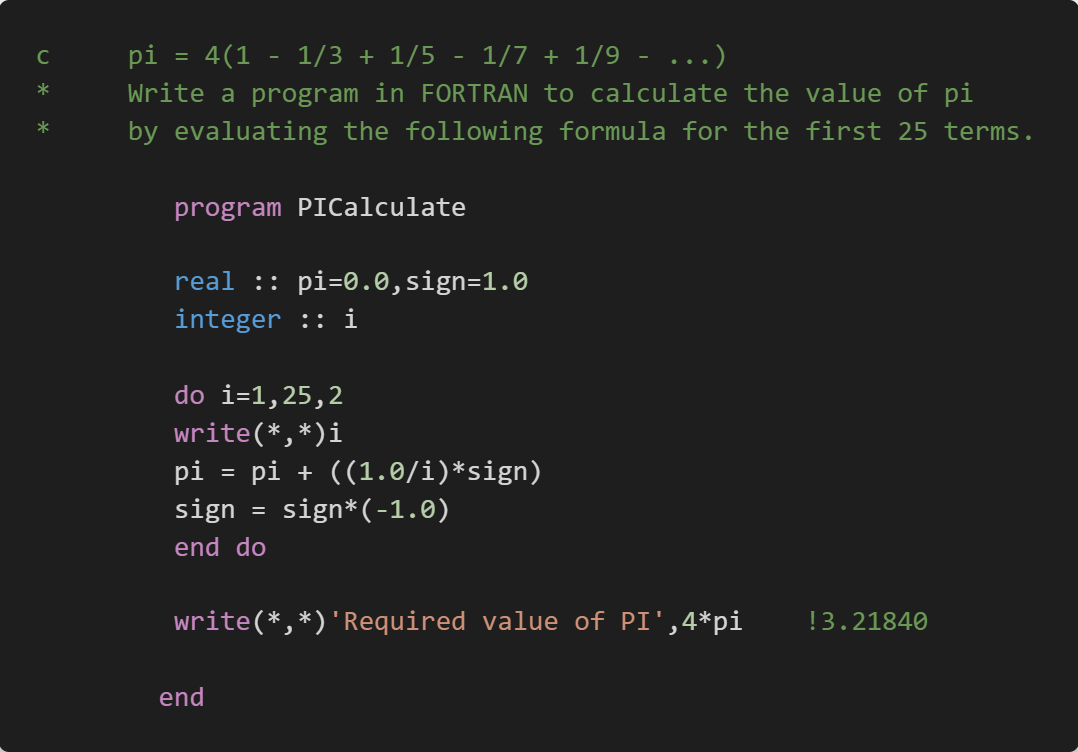 c     pi = 4(1 - 1/3 + 1/5 - 1/7 + 1/9 - ...)
*     Write a program in FORTRAN to calculate the value of pi
*     by evaluating the following formula for the first 25 terms.
program PICalculate
real :: pi=0.0,sign=1.0
integer :: i
do i=1,25,2
write(*,*)i
pi = pi + ((1.0/i)*sign)
sign = sign*(-1.0)
end do
write(*,*)'Required value of PI',4*pi    !3.21840
end